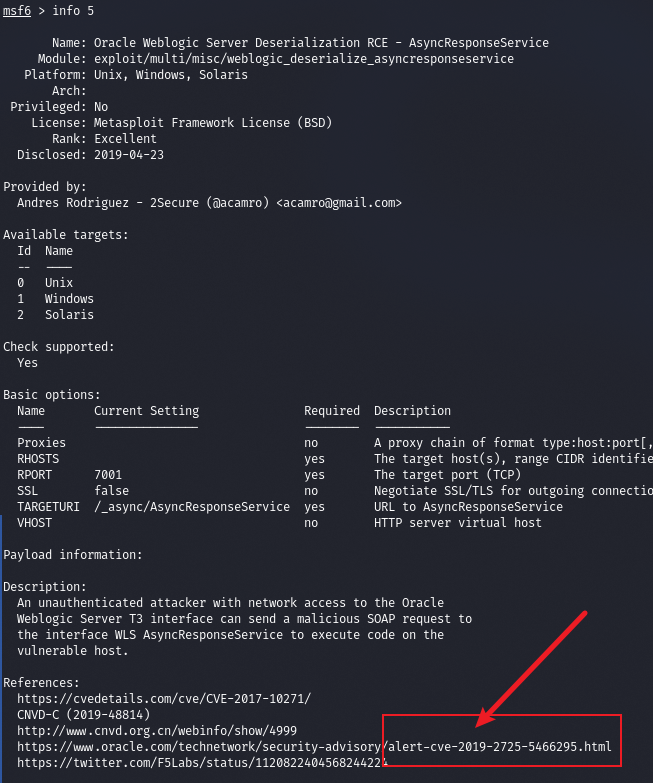 msf6 > info 5
Name: Oracle Weblogic Server Deserialization RCE - AsyncResponseService
Module: exploit/multi/misc/weblogic_deserialize_asyncresponseservice
Platform: Unix, Windows, Solaris
Arch:
Privileged: No
License: Metasploit Framework License (BSD)
Rank: Excellent
Disclosed: 2019-04-23
Provided by:
Andres Rodriguez - 2Secure (@acamro) <acamro@gmail.com>
Available targets:
Id  Name
--  ----
0   Unix
1   Windows
2   Solaris
Check supported:
Yes
Basic options:
Name       Current Setting              Required  Description
----       ---------------              --------  -----------
Proxies                                 no        A proxy chain of format type:host:port[,
RHOSTS                                  yes       The target host(s), range CIDR identifie
RPORT      7001                         yes       The target port (TCP)
SSL        false                        no        Negotiate SSL/TLS for outgoing connectio
TARGETURI  /_async/AsyncResponseService  yes       URL to AsyncResponseService
VHOST                                   no        HTTP server virtual host
Payload information:
Description:
An unauthenticated attacker with network access to the Oracle
Weblogic Server T3 interface can send a malicious SOAP request to
the interface WLS AsyncResponseService to execute code on the
vulnerable host.
References:
https://cvedetails.com/cve/CVE-2017-10271/
CNVD-C (2019-48814)
http://www.cnvd.org.cn/webinfo/show/4999
https://www.oracle.com/technetwork/security-advisory/alert-cve-2019-2725-5466295.html
https://twitter.com/F5Labs/status/1120822404568244224